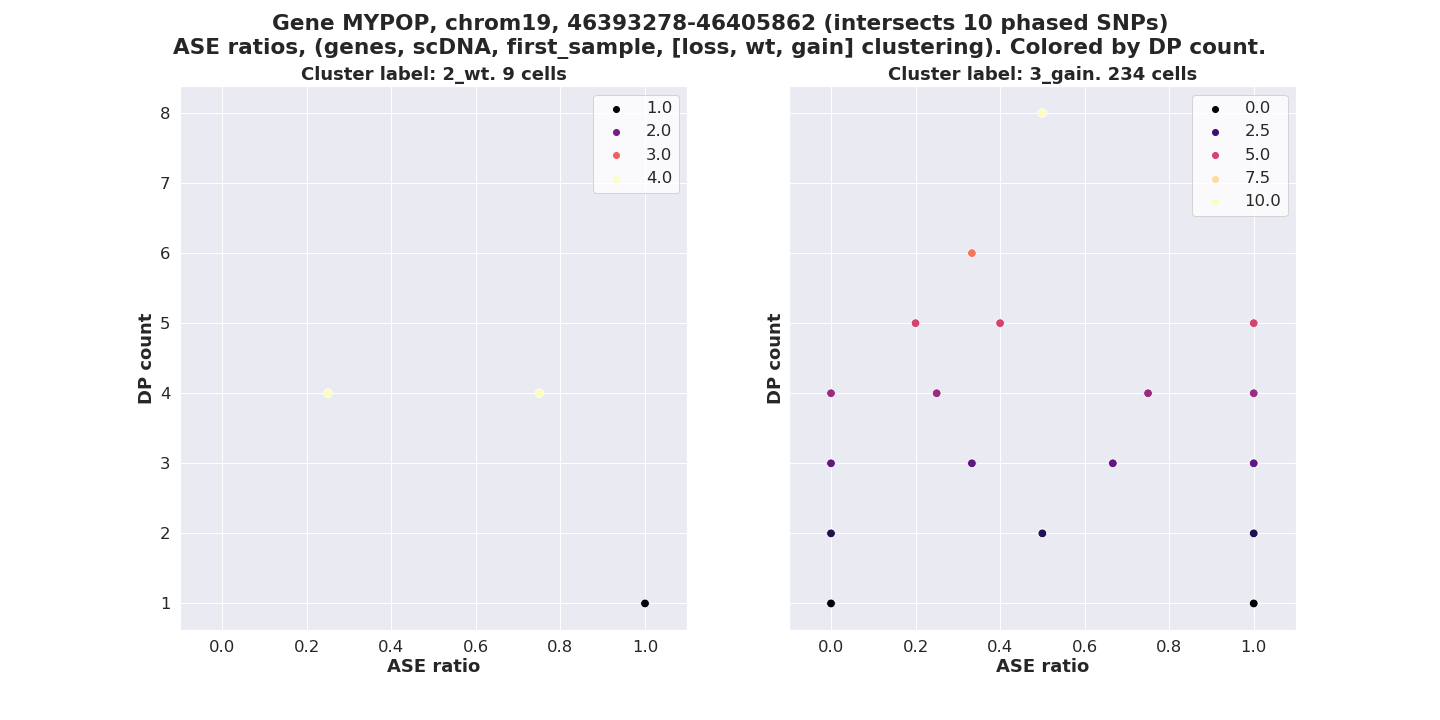 Gene MYPOP, chrom19, 46393278-46405862 (intersects 10 phased SNPs)
ASE ratios, (genes, scDNA, first_sample, [loss, wt, gain] clustering). Colored by DP count.
Cluster label: 2_wt. 9 cells
8
7
6
5
4
3
2
1
DP count
0.0 0.2 0.4 0.6 0.8 1.0
ASE ratio
1.0
2.0
3.0
4.0
Cluster label: 3_gain. 234 cells
DP count
0.0 0.2 0.4 0.6 0.8 1.0
ASE ratio
0.0
2.5
5.0
7.5
10.0